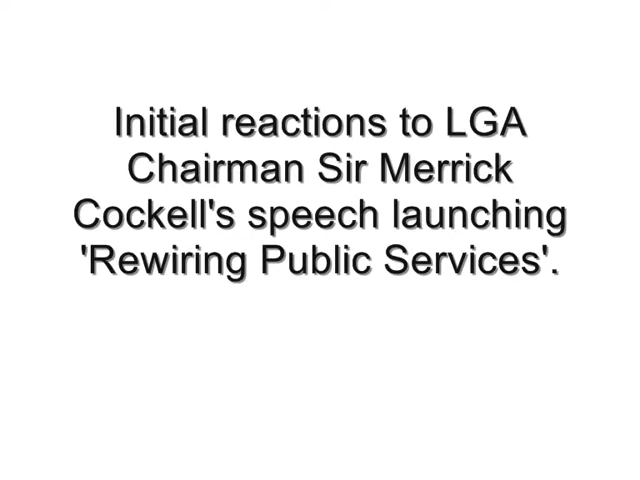 Initial reactions to LGA
Chairman Sir Merrick
Cockell's speech launching
'Rewiring Public Services'.